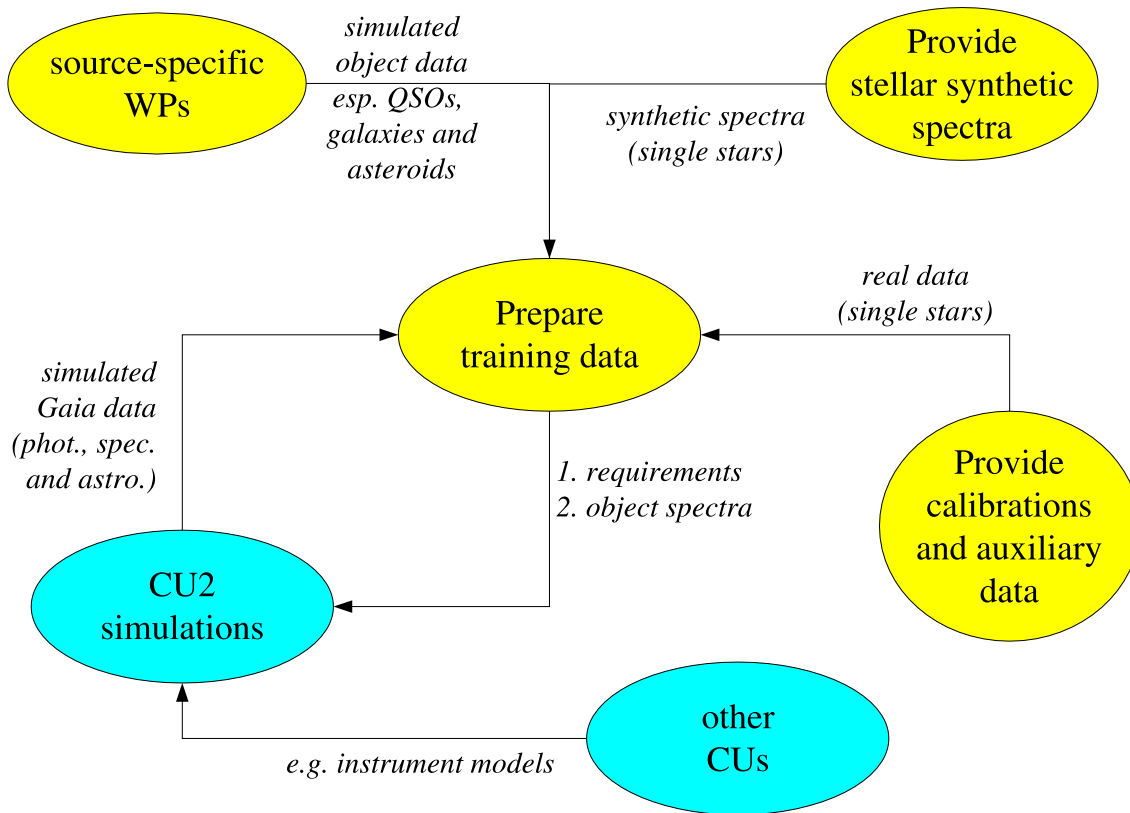 source-specific
WPs
simulated
object data
esp. QSOs,
galaxies and
asteroids
Provide
stellar synthetic
spectra
synthetic spectra
(single stars)
Prepare
training data
real data
(single stars)
simulated
Gaia data
(phot., spec.
and astro.)
1. requirements
2. object spectra
Provide
calibrations
and auxiliary
data
CU2
simulations
other
CUs
e.g. instrument models